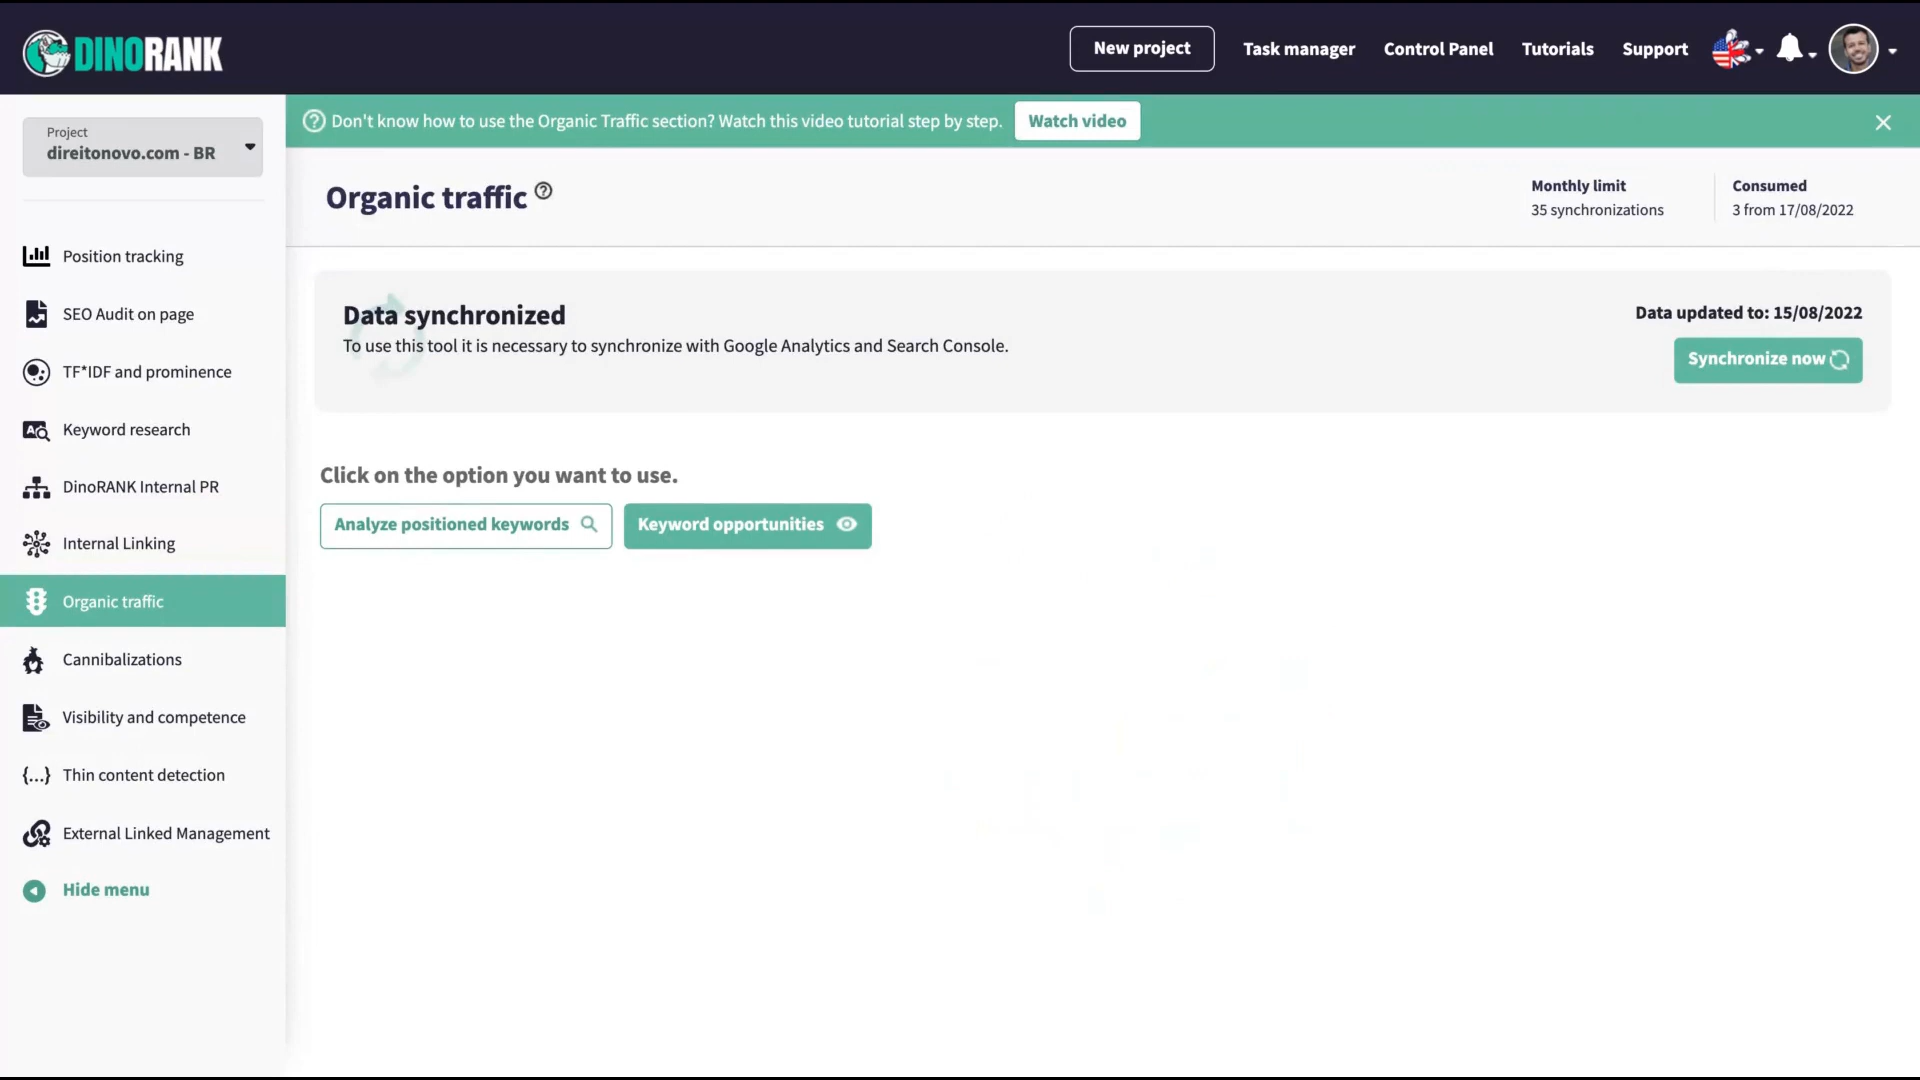 DINORANK
New project
Task manager
Control Panel
Tutorials
Support
Project
direitonovo.com - BR
Don't know how to use the Organic Traffic section? Watch this video tutorial step by step.
Watch video
Organic traffic
Monthly limit
35 synchronizations
Consumed
3 from 17/08/2022
Position tracking
SEO Audit on page
TF*IDF and prominence
Keyword research
DinoRANK Internal PR
Internal Linking
Organic traffic
Cannibalizations
Visibility and competence
Thin content detection
External Linked Management
Hide menu
Data synchronized
To use this tool it is necessary to synchronize with Google Analytics and Search Console.
Data updated to: 15/08/2022
Synchronize now
Click on the option you want to use.
Analyze positioned keywords
Keyword opportunities